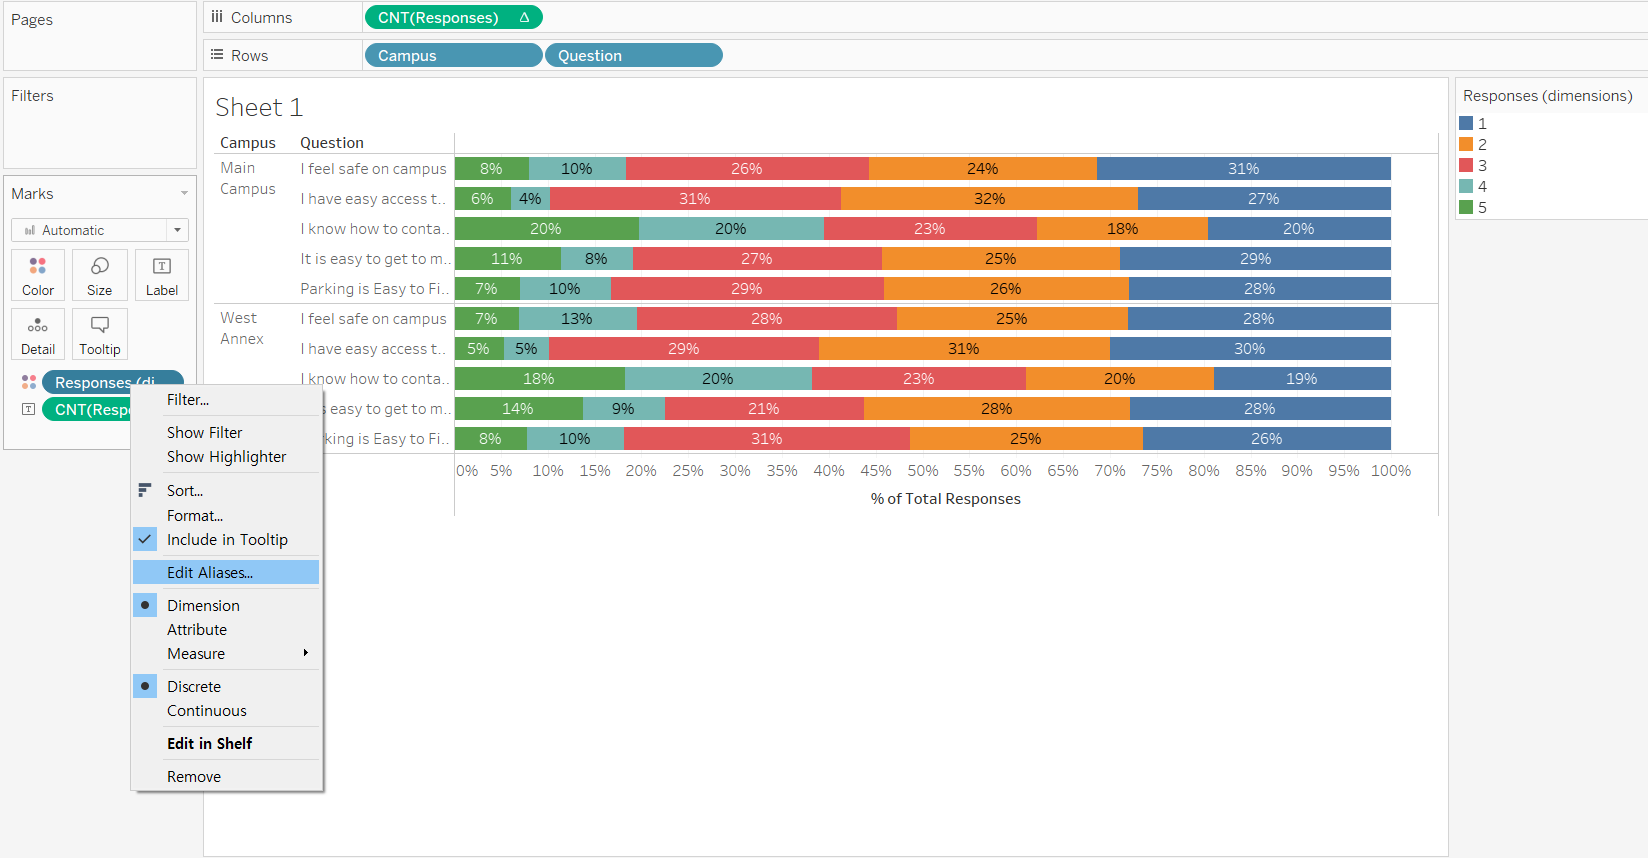 Pages
Columns
CNT(Responses) Δ
Rows
Campus
Question
Filters
Marks
Automatic
Color
Size
Label
Detail
Tooltip
Responses (di
CNT(Respo
Filter...
Show Filter
Show Highlighter
Sort...
Format...
Include in Tooltip
Edit Aliases...
Dimension
Attribute
Measure
Discrete
Continuous
Edit in Shelf
Remove
Sheet 1
Campus Question
Main Campus
I feel safe on campus 8% 10% 26% 24% 31%
I have easy access t.. 6% 4% 31% 32% 27%
I know how to conta.. 20% 20% 23% 18% 20%
It is easy to get to m.. 11% 8% 27% 25% 29%
Parking is Easy to Fi.. 7% 10% 29% 26% 28%
West Annex
I feel safe on campus 7% 13% 28% 25% 28%
I have easy access t.. 5% 5% 29% 31% 30%
I know how to conta.. 18% 20% 23% 20% 19%
s easy to get to m.. 14% 9% 21% 28% 28%
king is Easy to Fi.. 8% 10% 31% 25% 26%
0% 5% 10% 15% 20% 25% 30% 35% 40% 45% 50% 55% 60% 65% 70% 75% 80% 85% 90% 95% 100%
% of Total Responses
Responses (dimensions)
1
2
3
4
5